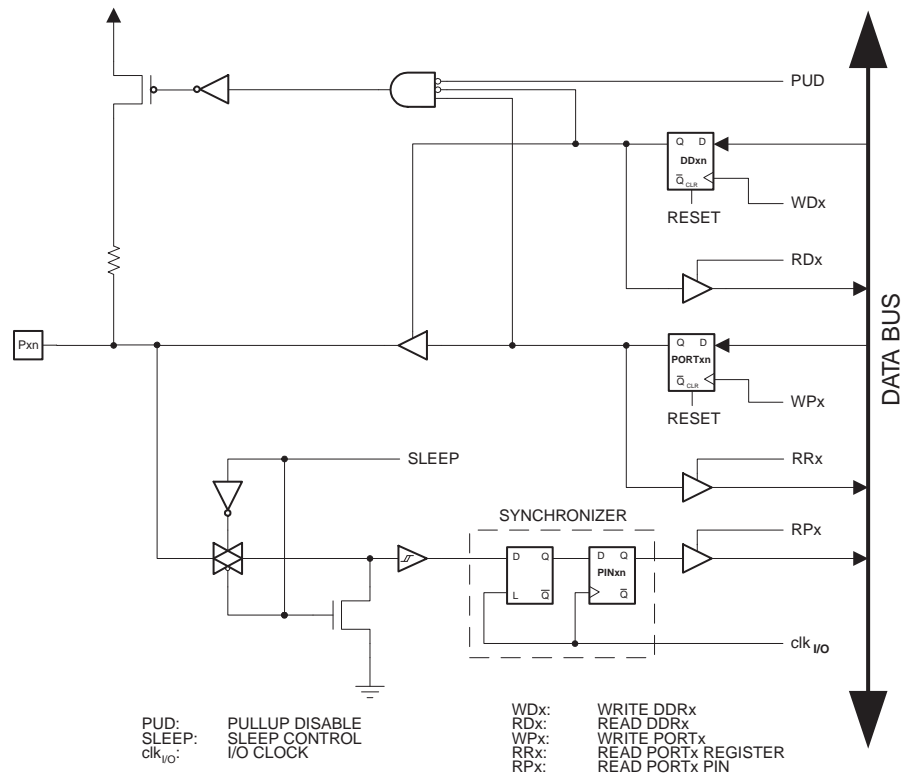 PUD
Q D
DDxn
Q CLR
WDx
RESET
RDx
Pxn
Q D
PORTxn
Q CLR
WPx
RESET
DATA BUS
SLEEP
RRx
SYNCHRONIZER
RPx
D Q
L Q
D Q
PINxn
Q
clk I/O
PUD: PULLUP DISABLE
SLEEP: SLEEP CONTROL
clkI/O: I/O CLOCK
WDx: WRITE DDRx
RDx: READ DDRx
WPx: WRITE PORTx
RRx: READ PORTx REGISTER
RPx: READ PORTx PIN